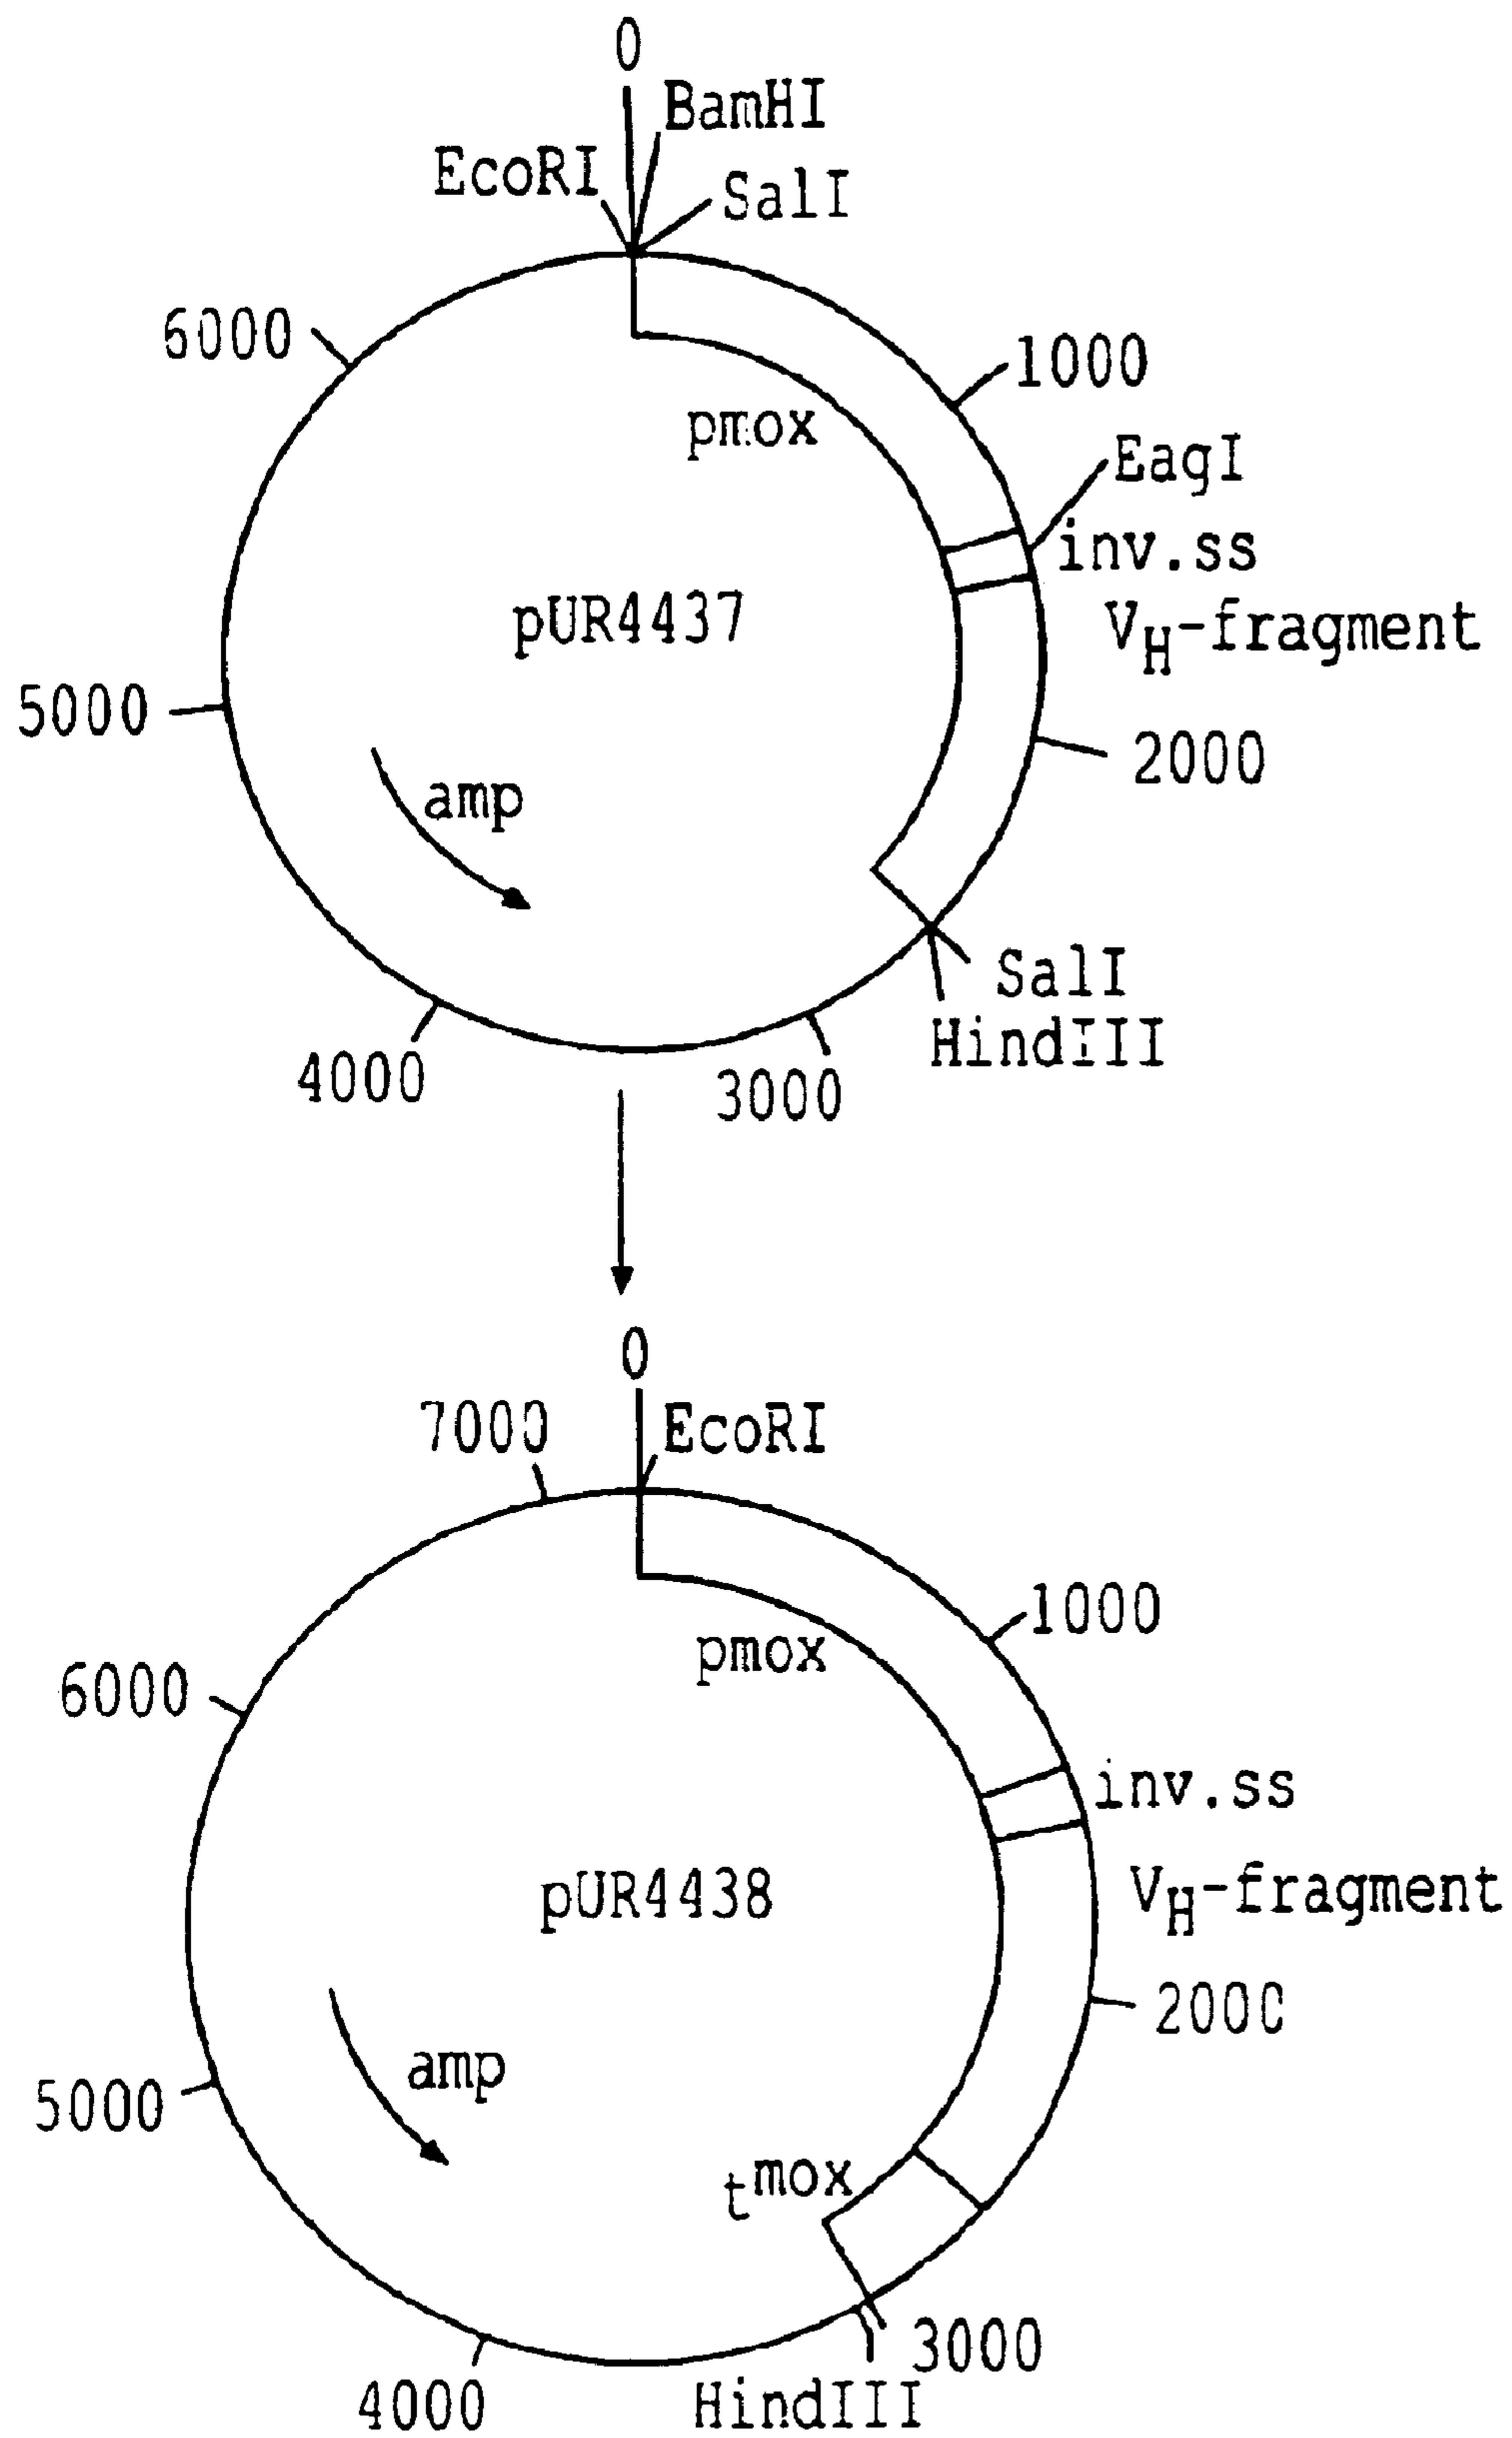 0
BamHI
EcoRI
SalI
6000
1000
pmox
EagI
inv.ss
pUR4437
VH-fragment
5000
2000
amp
SalI
HindIII
4000
3000
0
7000
EcoRI
1000
pmox
6000
inv.ss
pUR4438
VH-fragment
2000
amp
5000
tmox
3000
HindIII
4000